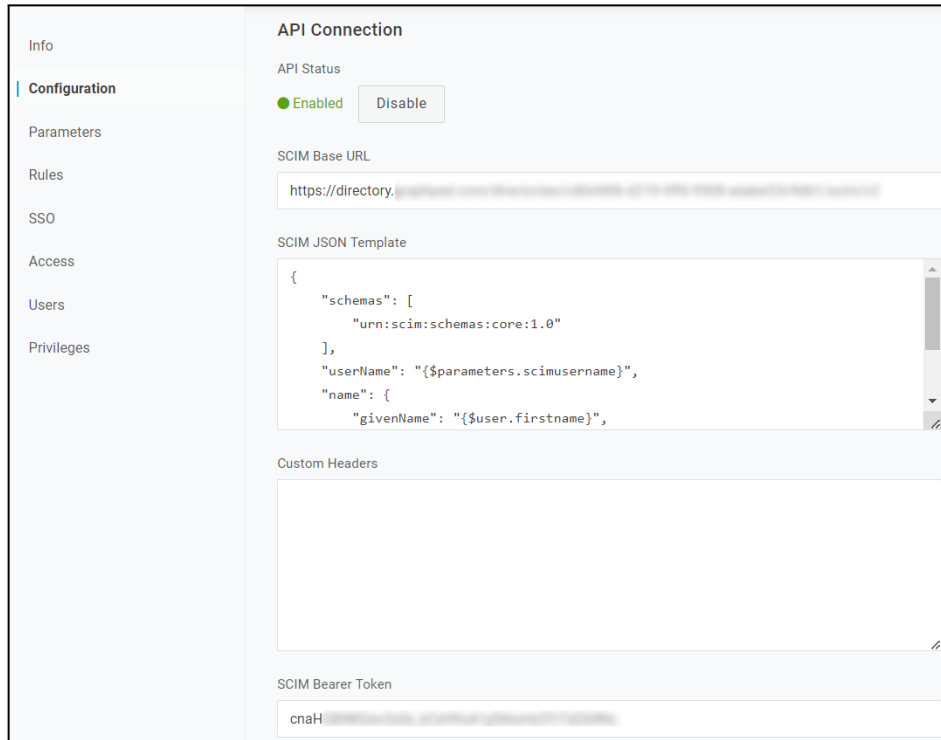 Info
Configuration
Parameters
Rules
SSO
Access
Users
Privileges
API Connection
API Status
Enabled
Disable
SCIM Base URL
https://directory.
SCIM JSON Template
{
"schemas": [
"urn:scim:schemas:core:1.0"
],
"userName": "{$parameters.scimusername}",
"name": {
"givenName": "{$user.firstname}",
Custom Headers
SCIM Bearer Token
cnaH